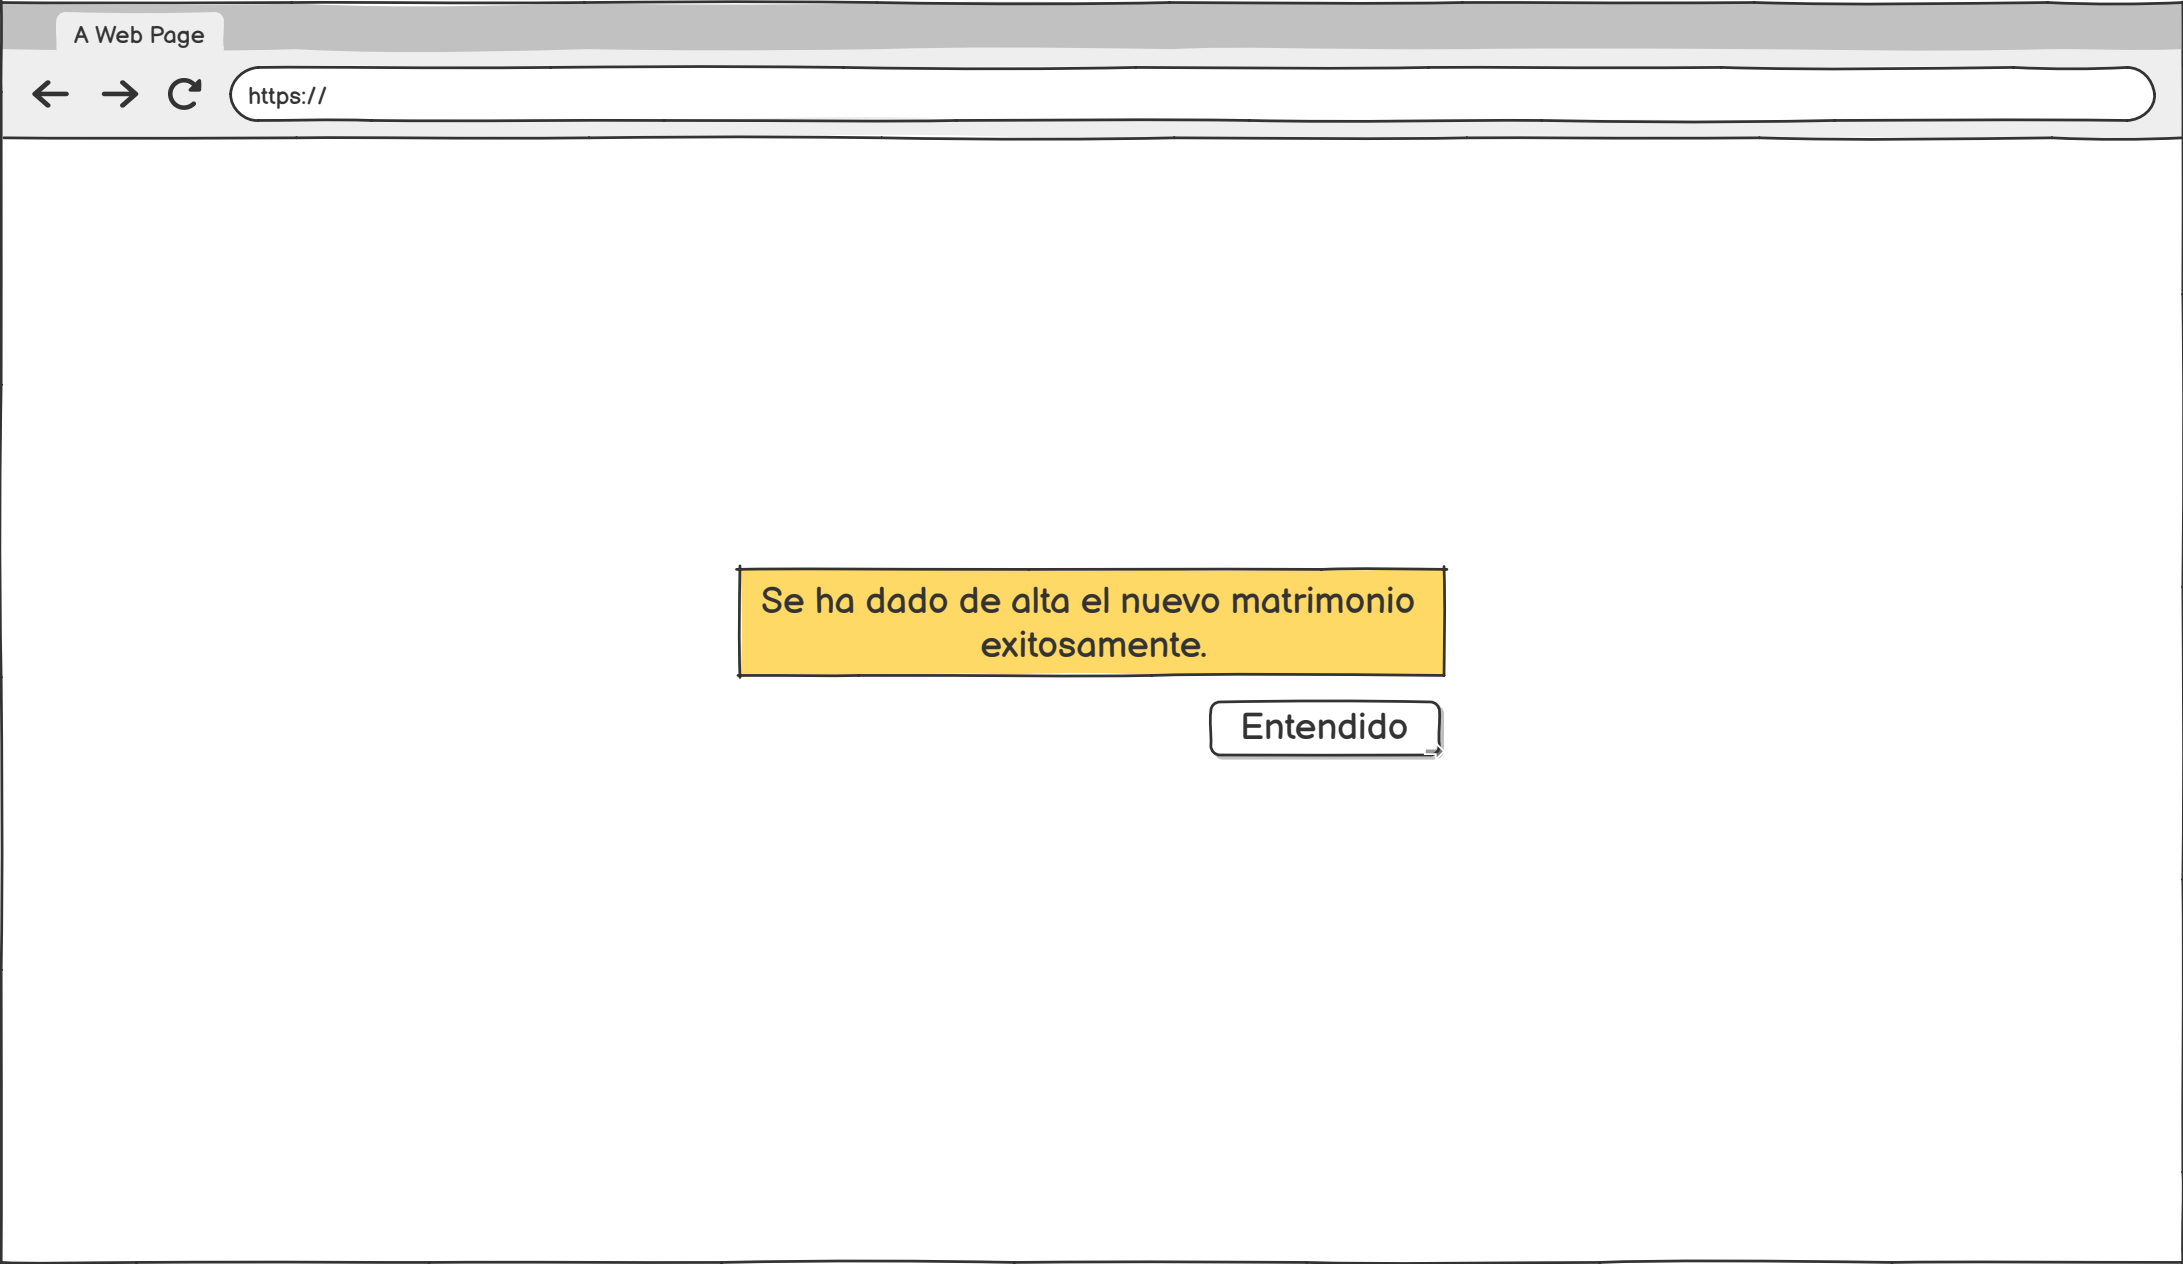 A Web Page
https://
Se ha dado de alta el nuevo matrimonio
exitosamente.
Entendido